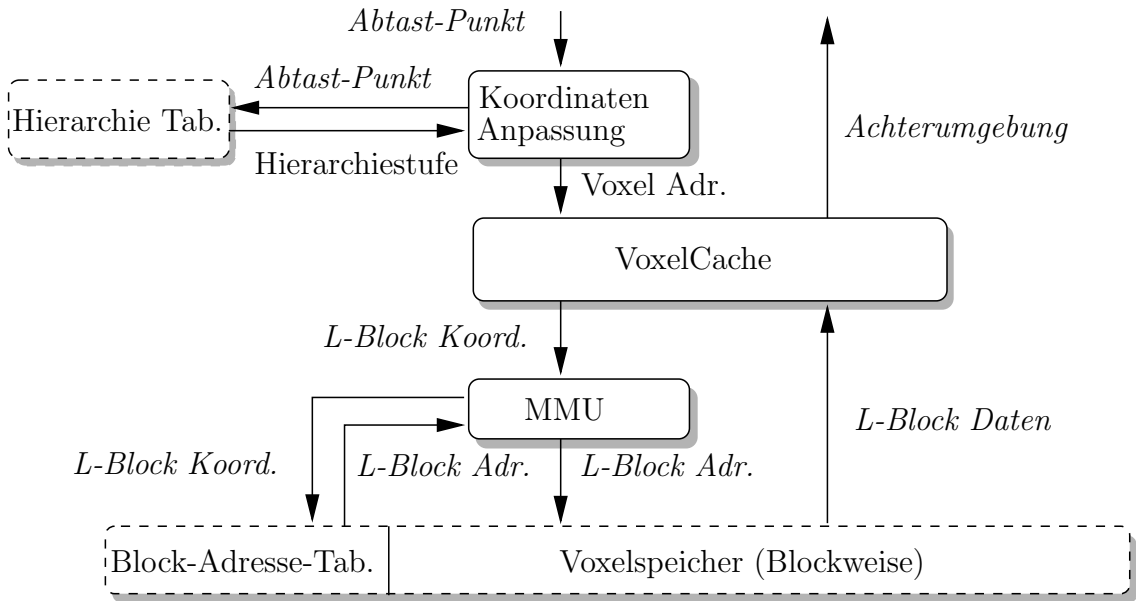 Abtast-Punkt
Abtast-Punkt
Hierarchie Tab.
Koordinaten
Anpassung
Achterumgebung
Hierarchiestufe
Voxel Adr.
VoxelCache
L-Block Koord.
MMU
L-Block Daten
L-Block Koord.
L-Block Adr.
L-Block Adr.
Block-Adresse-Tab.
Voxelspeicher (Blockweise)